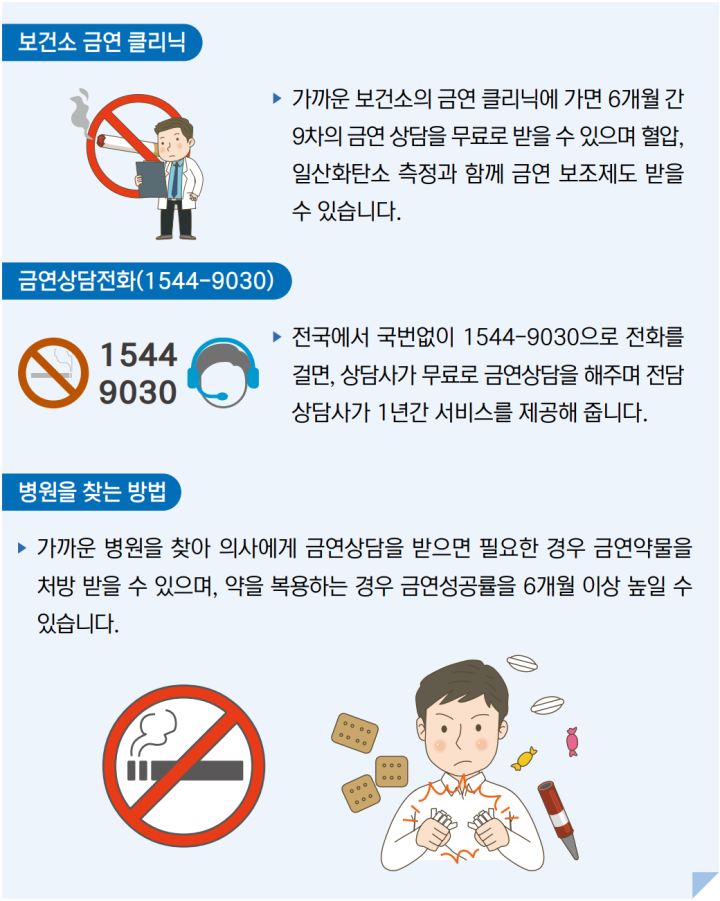 보건소 금연 클리닉
▶ 가까운 보건소의 금연 클리닉에 가면 6개월 간
9차의 금연 상담을 무료로 받을 수 있으며 혈압,
일산화탄소 측정과 함께 금연 보조제도 받을
수 있습니다.
금연상담전화(1544-9030)
1544
9030
▶ 전국에서 국번없이 1544-9030으로 전화를
걸면, 상담사가 무료로 금연상담을 해주며 전담
상담사가 1년간 서비스를 제공해 줍니다.
병원을 찾는 방법
▶ 가까운 병원을 찾아 의사에게 금연상담을 받으면 필요한 경우 금연약물을
처방 받을 수 있으며, 약을 복용하는 경우 금연성공률을 6개월 이상 높일 수
있습니다.